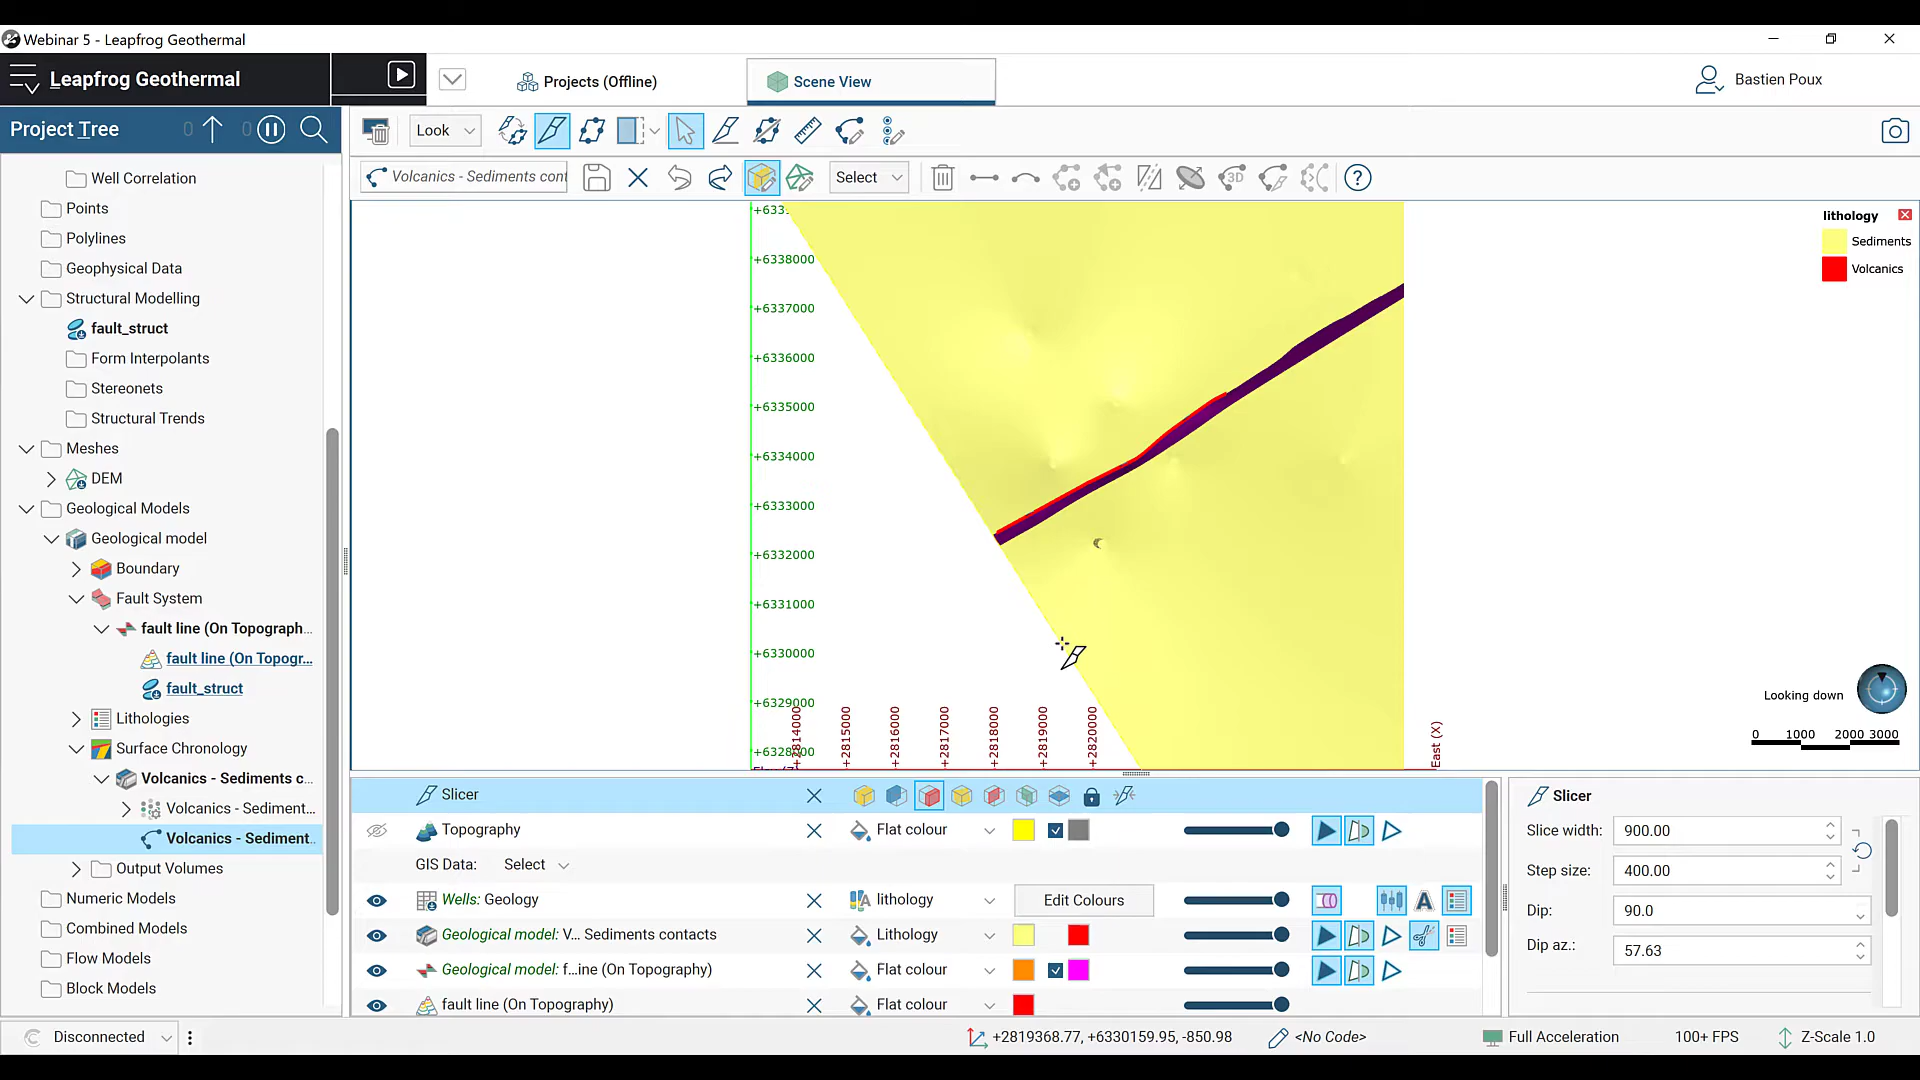 Webinar 5 - Leapfrog Geothermal
Leapfrog Geothermal
Projects (Offline)
Scene View
Bastien Poux
Project Tree
0
0
Look
Volcanics - Sediments cont
Select
Well Correlation
Points
Polylines
Geophysical Data
Structural Modelling
fault_struct
Form Interpolants
Stereonets
Structural Trends
Meshes
DEM
Geological Models
Geological model
Boundary
Fault System
fault line (On Topograph...
fault line (On Topogr...
fault_struct
Lithologies
Surface Chronology
Volcanics - Sediments c...
Volcanics - Sediment...
Volcanics - Sediment...
Output Volumes
Numeric Models
Combined Models
Flow Models
Block Models
+6338000
+6337000
+6336000
+6335000
+6334000
+6333000
+6332000
+6331000
+6330000
+6329000
+2814000
+2815000
+2816000
+2817000
+2818000
+2819000
+2820000
East (X)
lithology
Sediments
Volcanics
Looking down
0 1000 2000 3000
Slicer
Topography
Flat colour
GIS Data: Select
Wells: Geology
lithology
Edit Colours
Geological model: V... Sediments contacts
Lithology
Geological model: f...ine (On Topography)
Flat colour
fault line (On Topography)
Flat colour
Slicer
Slice width: 900.00
Step size: 400.00
Dip: 90.0
Dip az.: 57.63
Disconnected
+2819368.77, +6330159.95, -850.98
<No Code>
Full Acceleration
100+ FPS
Z-Scale 1.0